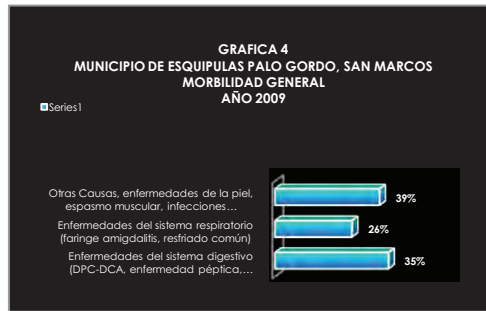 GRAFICA 4
MUNICIPIO DE ESQUIPULAS PALO GORDO, SAN MARCOS
MORBILIDAD GENERAL
AÑO 2009
Series1
Otras Causas, enfermedades de la piel,
espasmo muscular, infecciones…
39%
Enfermedades del sistema respiratorio
(faringe amigdalitis, resfriado común)
26%
Enfermedades del sistema digestivo
(DPC-DCA, enfermedad péptica,…
35%